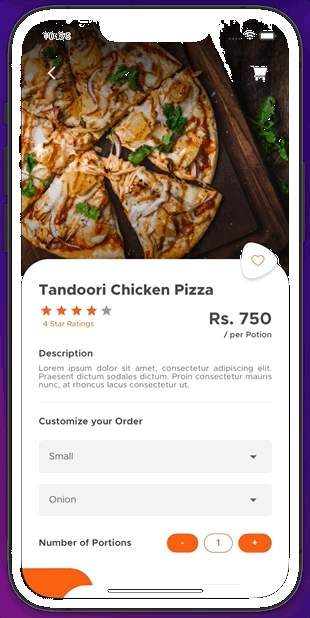 Tandoori Chicken Pizza
4 Star Ratings
Rs. 750
/ per Potion
Description
Lorem ipsum dolor sit amet, consectetur adipiscing elit.
Praesent dictum sodales dictum. Proin consectetur mauris
nunc, at rhoncus lacus consectetur ut.
Customize your Order
Small
Onion
Number of Portions - 1 +